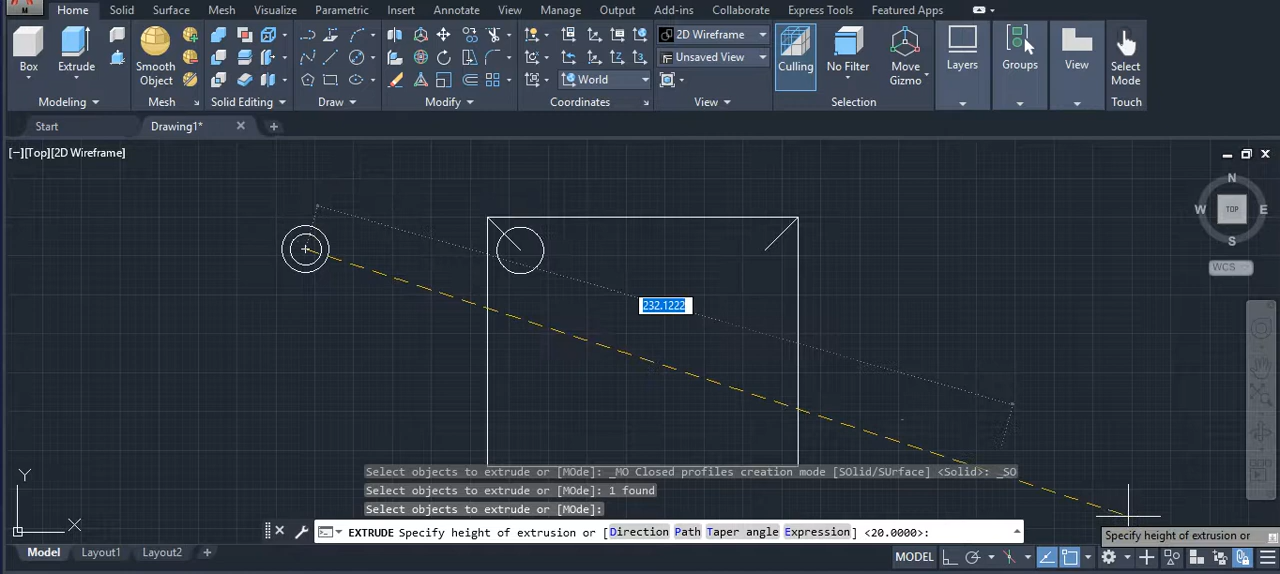 Home Solid Surface Mesh Visualize Parametric Insert Annotate View Manage Output Add-ins Collaborate Express Tools Featured Apps
Box
Extrude
Smooth
Object
2D Wireframe
Unsaved View
World
Culling
No Filter
Move
Gizmo
Layers
Groups
View
Select
Mode
Modeling Mesh Solid Editing Draw Modify Coordinates View Selection Touch
Start Drawing1*
[−][Top][2D Wireframe]
N
W TOP E
S
WCS
232.1222
Y
X
Select objects to extrude or [MOde]: _MO Closed profiles creation mode [SOlid/SUrface] <Solid>: _SO
Select objects to extrude or [MOde]: 1 found
Select objects to extrude or [MOde]:
EXTRUDE Specify height of extrusion or [Direction Path Taper angle Expression] <20.0000>:
Specify height of extrusion or
Model Layout1 Layout2 + MODEL